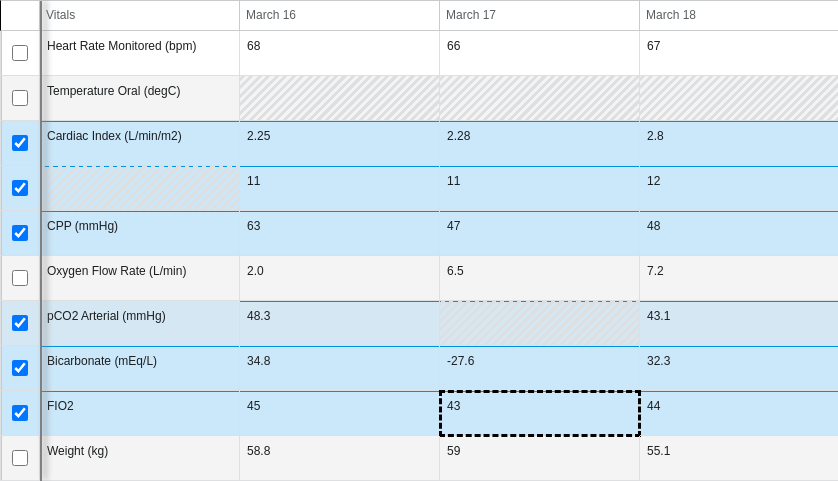 Vitals March 16 March 17 March 18
Heart Rate Monitored (bpm) 68 66 67
Temperature Oral (degC)
Cardiac Index (L/min/m2) 2.25 2.28 2.8
11 11 12
CPP (mmHg) 63 47 48
Oxygen Flow Rate (L/min) 2.0 6.5 7.2
pCO2 Arterial (mmHg) 48.3 43.1
Bicarbonate (mEq/L) 34.8 -27.6 32.3
FIO2 45 43 44
Weight (kg) 58.8 59 55.1